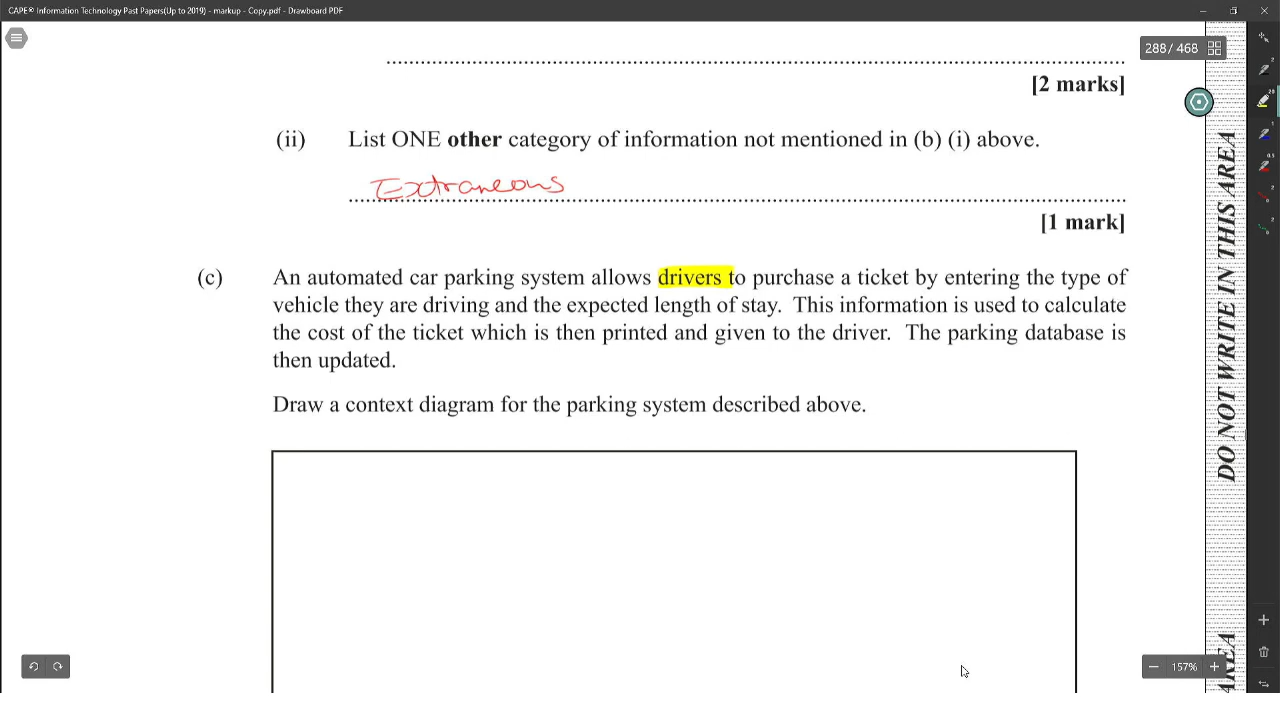 CAPE® Information Technology Past Papers(Up to 2019) - markup - Copy.pdf - Drawboard PDF
288 / 468
[2 marks]
(ii) List ONE other category of information not mentioned in (b) (i) above.
Extraneous
[1 mark]
(c) An automated car parking system allows drivers to purchase a ticket by entering the type of
vehicle they are driving and the expected length of stay. This information is used to calculate
the cost of the ticket which is then printed and given to the driver. The parking database is
then updated.
Draw a context diagram for the parking system described above.
DO NOT WRITE IN THIS AREA
AREA
157%